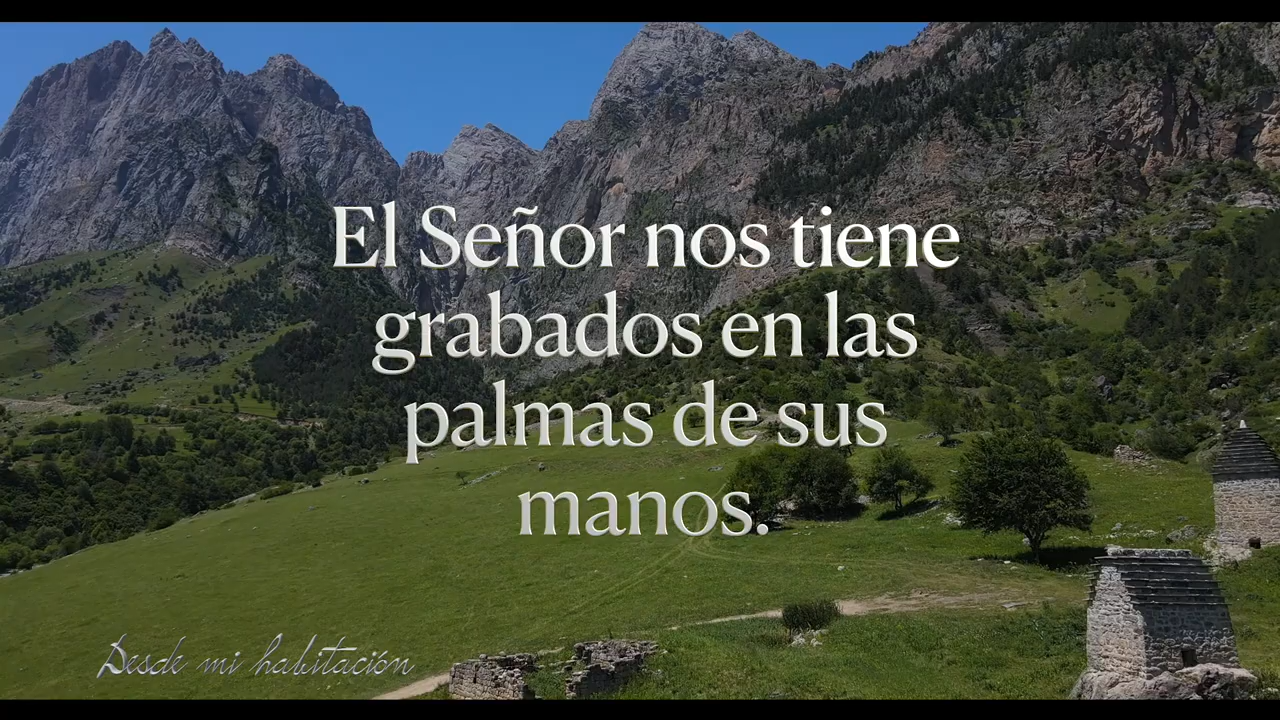 El Señor nos tiene
grabados en las
palmas de sus
manos.
Desde mi habitación